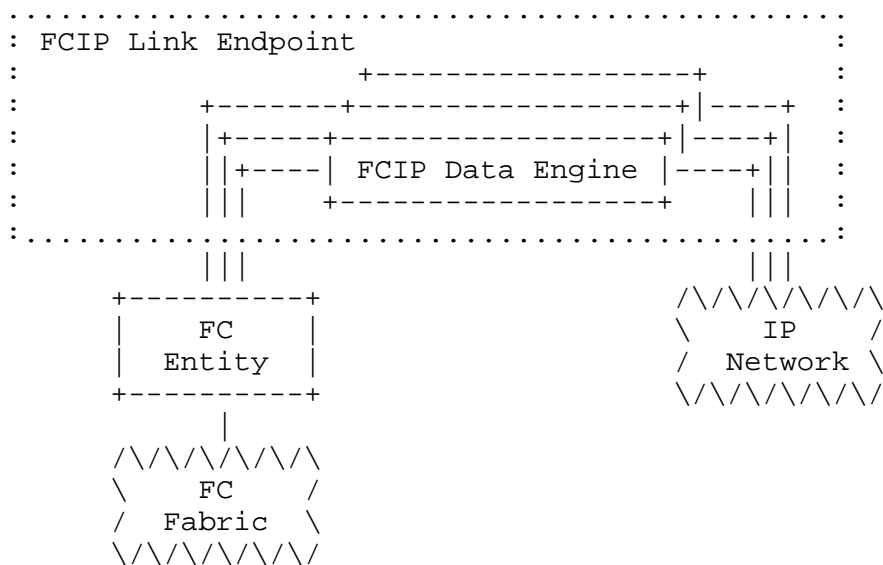 FCIP Link Endpoint
FCIP Data Engine
FC IP
Entity Network
FC
Fabric